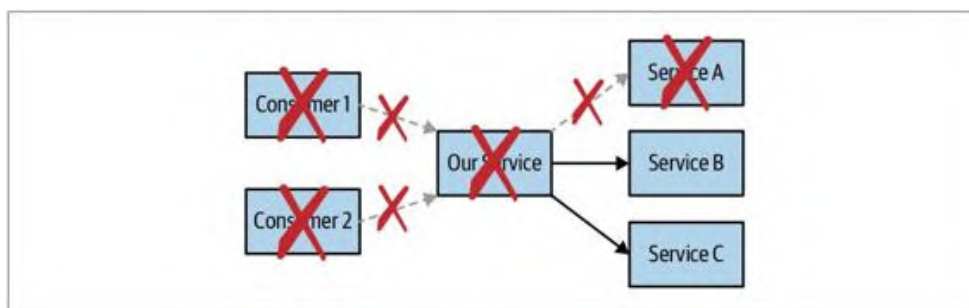 Consumer 1
Consumer 2
Our Service
Service A
Service B
Service C